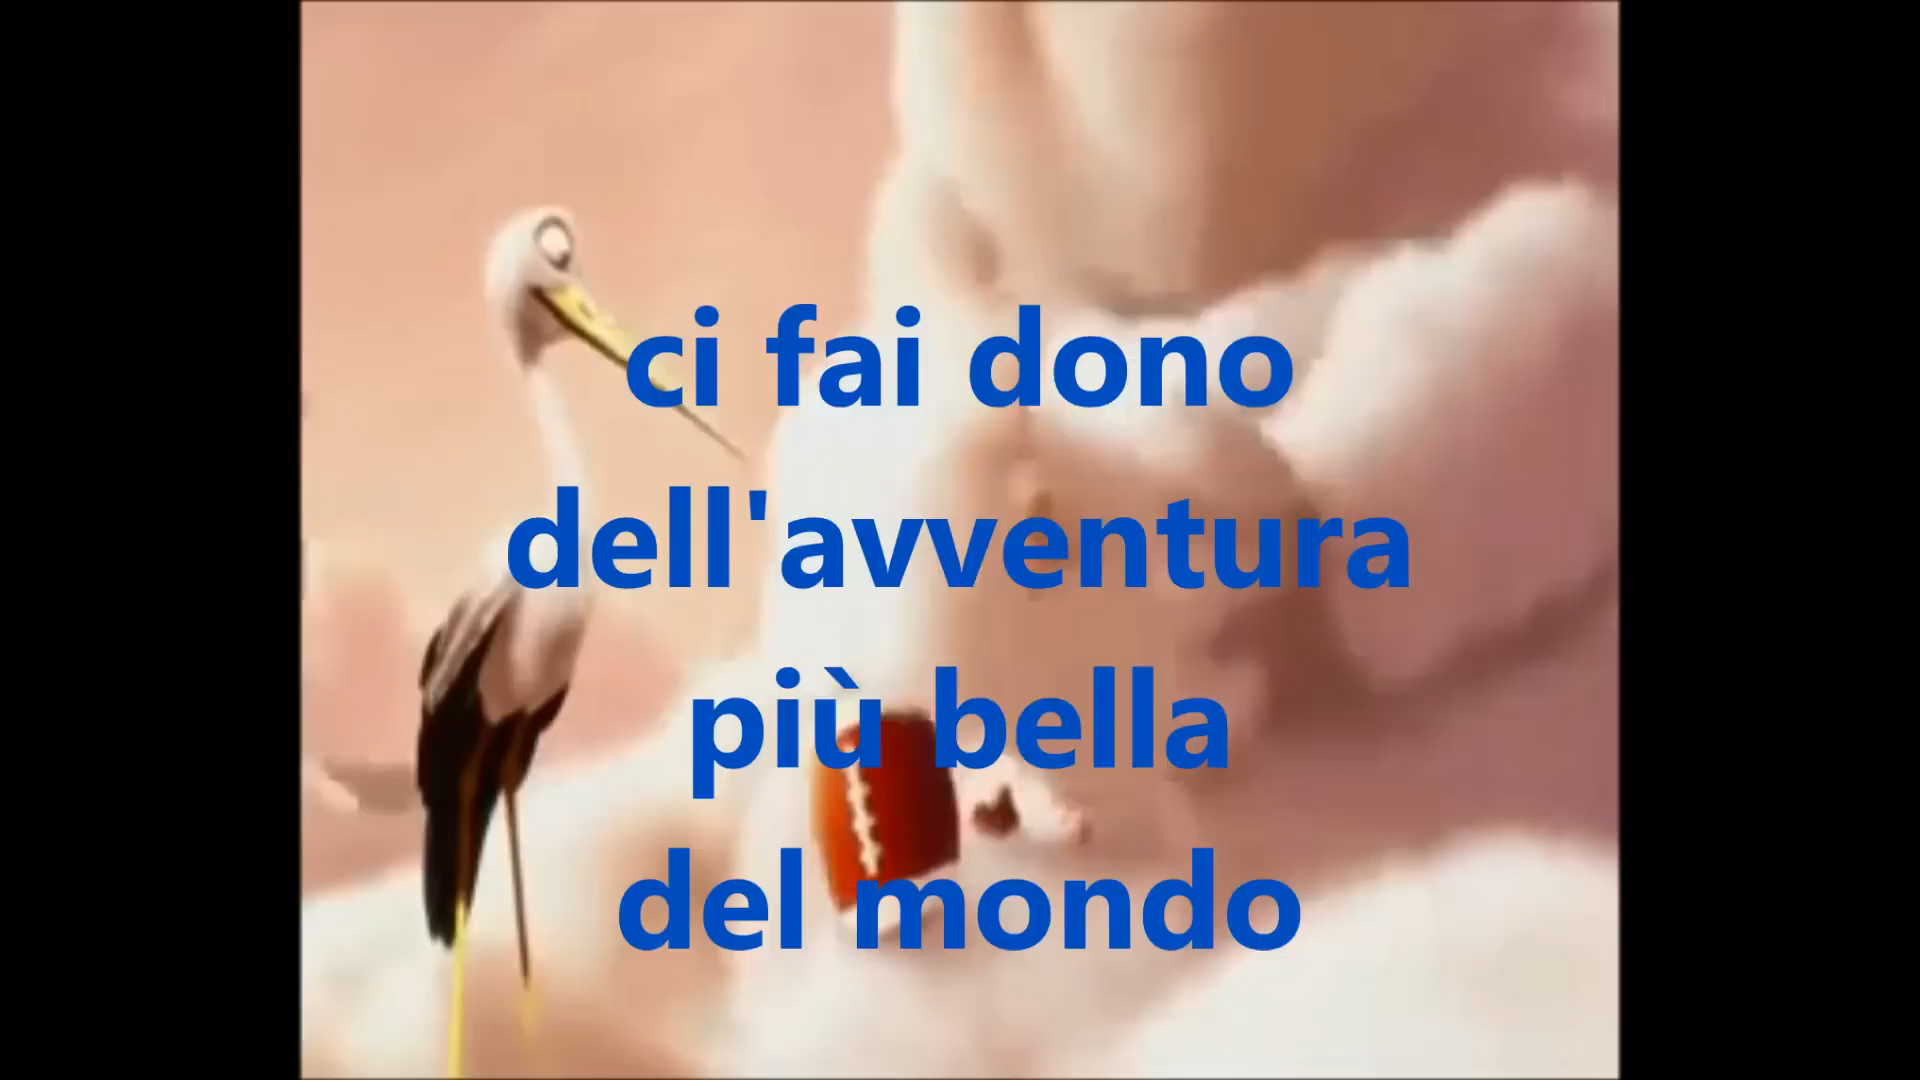 ci fai dono
dell'avventura
più bella
del mondo